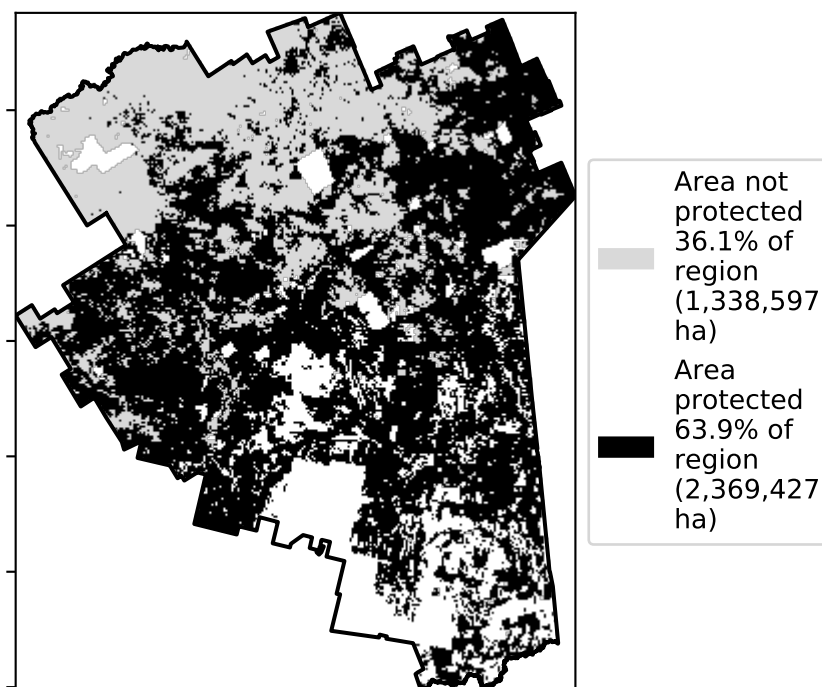 Area not
protected
36.1% of
region
(1,338,597
ha)
Area
protected
63.9% of
region
(2,369,427
ha)